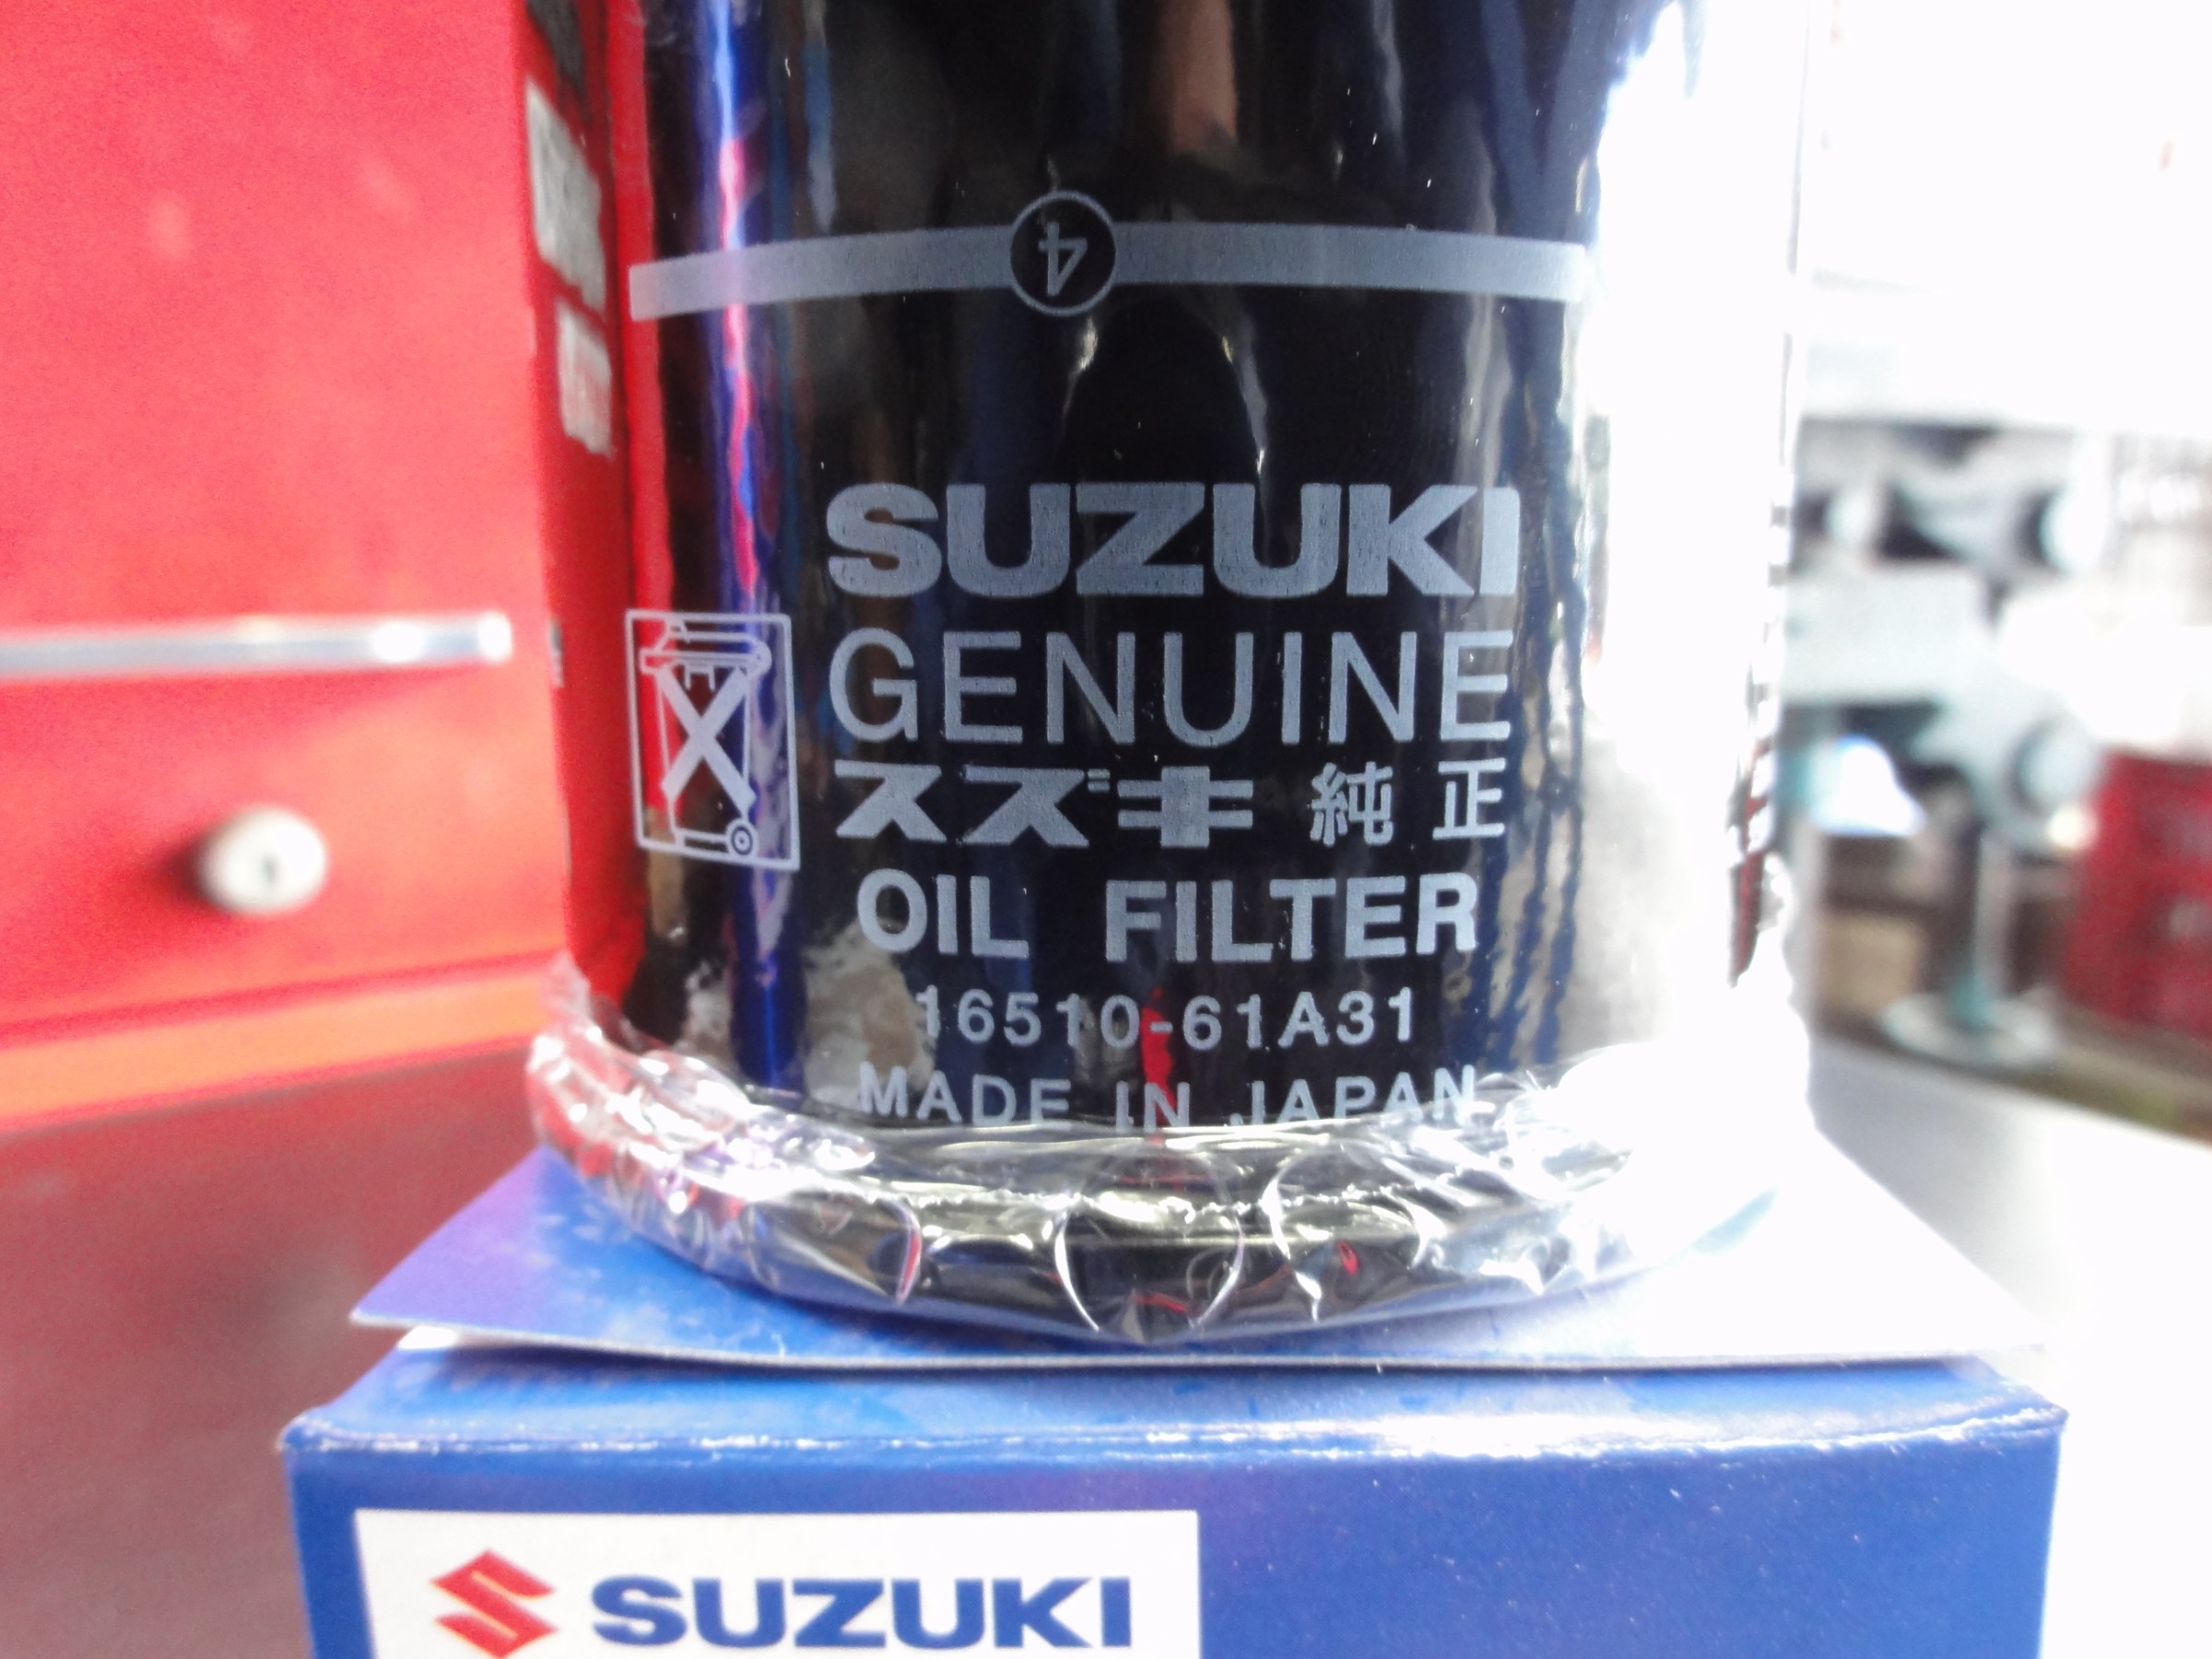 4
SUZUKI
GENUINE
スズキ 純正
OIL FILTER
16510-61A31
MADE IN JAPAN
SUZUKI